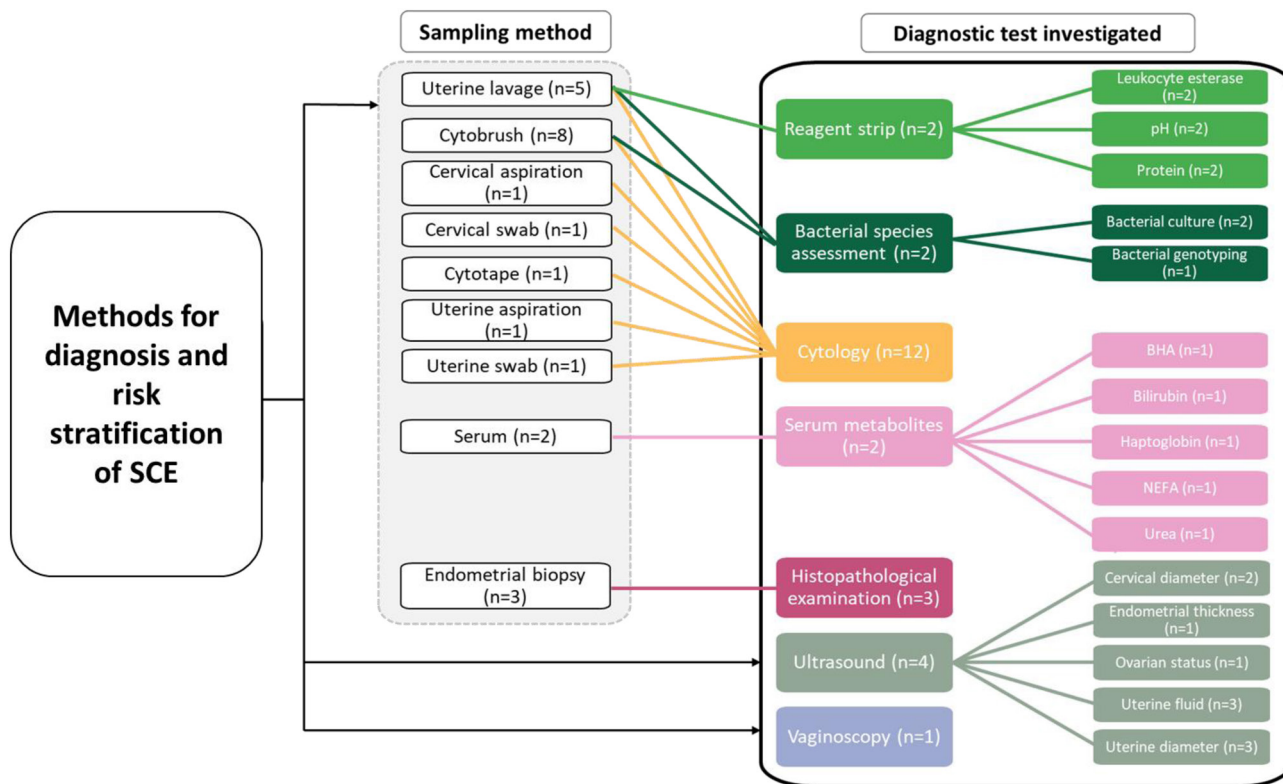 Sampling method
Diagnostic test investigated
Methods for
diagnosis and
risk
stratification
of SCE
Uterine lavage (n=5)
Cytobrush (n=8)
Cervical aspiration
(n=1)
Cervical swab (n=1)
Cytotape (n=1)
Uterine aspiration
(n=1)
Uterine swab (n=1)
Serum (n=2)
Endometrial biopsy
(n=3)
Reagent strip (n=2)
Bacterial species
assessment (n=2)
Cytology (n=12)
Serum metabolites
(n=2)
Histopathological
examination (n=3)
Ultrasound (n=4)
Vaginoscopy (n=1)
Leukocyte esterase
(n=2)
pH (n=2)
Protein (n=2)
Bacterial culture (n=2)
Bacterial genotyping
(n=1)
BHA (n=1)
Bilirubin (n=1)
Haptoglobin (n=1)
NEFA (n=1)
Urea (n=1)
Cervical diameter (n=2)
Endometrial thickness
(n=1)
Ovarian status (n=1)
Uterine fluid (n=3)
Uterine diameter (n=3)